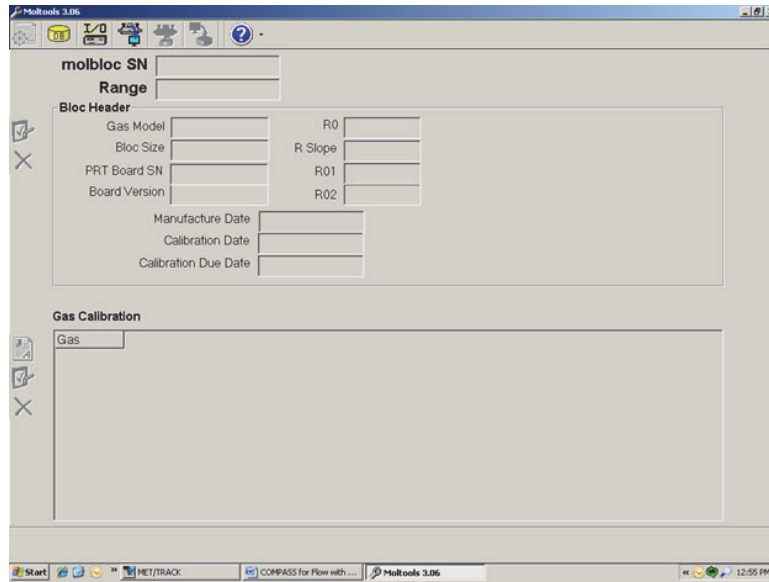 Moltools 3.06
DB I/O ?
molbloc SN
Range
Bloc Header
Gas Model R0
Bloc Size R Slope
PRT Board SN R01
Board Version R02
Manufacture Date
Calibration Date
Calibration Due Date
Gas Calibration
Gas
Start » MET/TRACK COMPASS for Flow with ... Moltools 3.06 « 12:55 PM